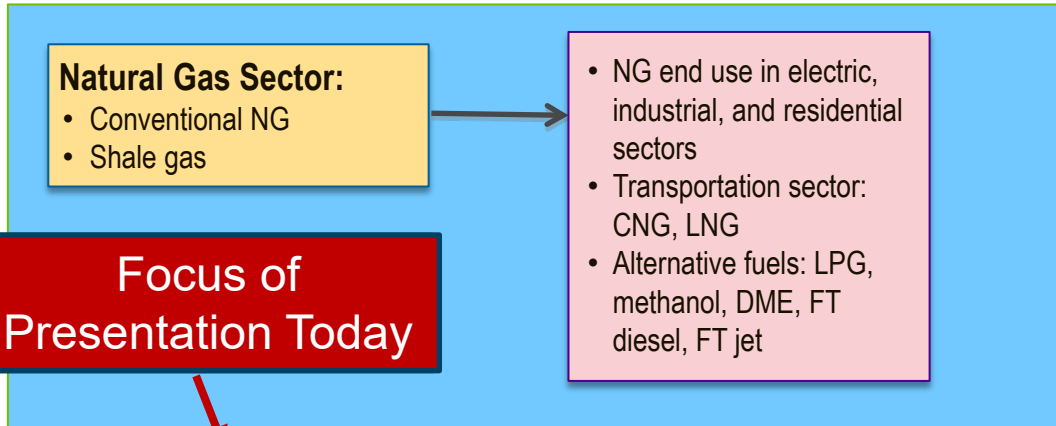 Natural Gas Sector:
• Conventional NG
• Shale gas
• NG end use in electric,
industrial, and residential
sectors
• Transportation sector:
CNG, LNG
• Alternative fuels: LPG,
methanol, DME, FT
diesel, FT jet
Focus of
Presentation Today